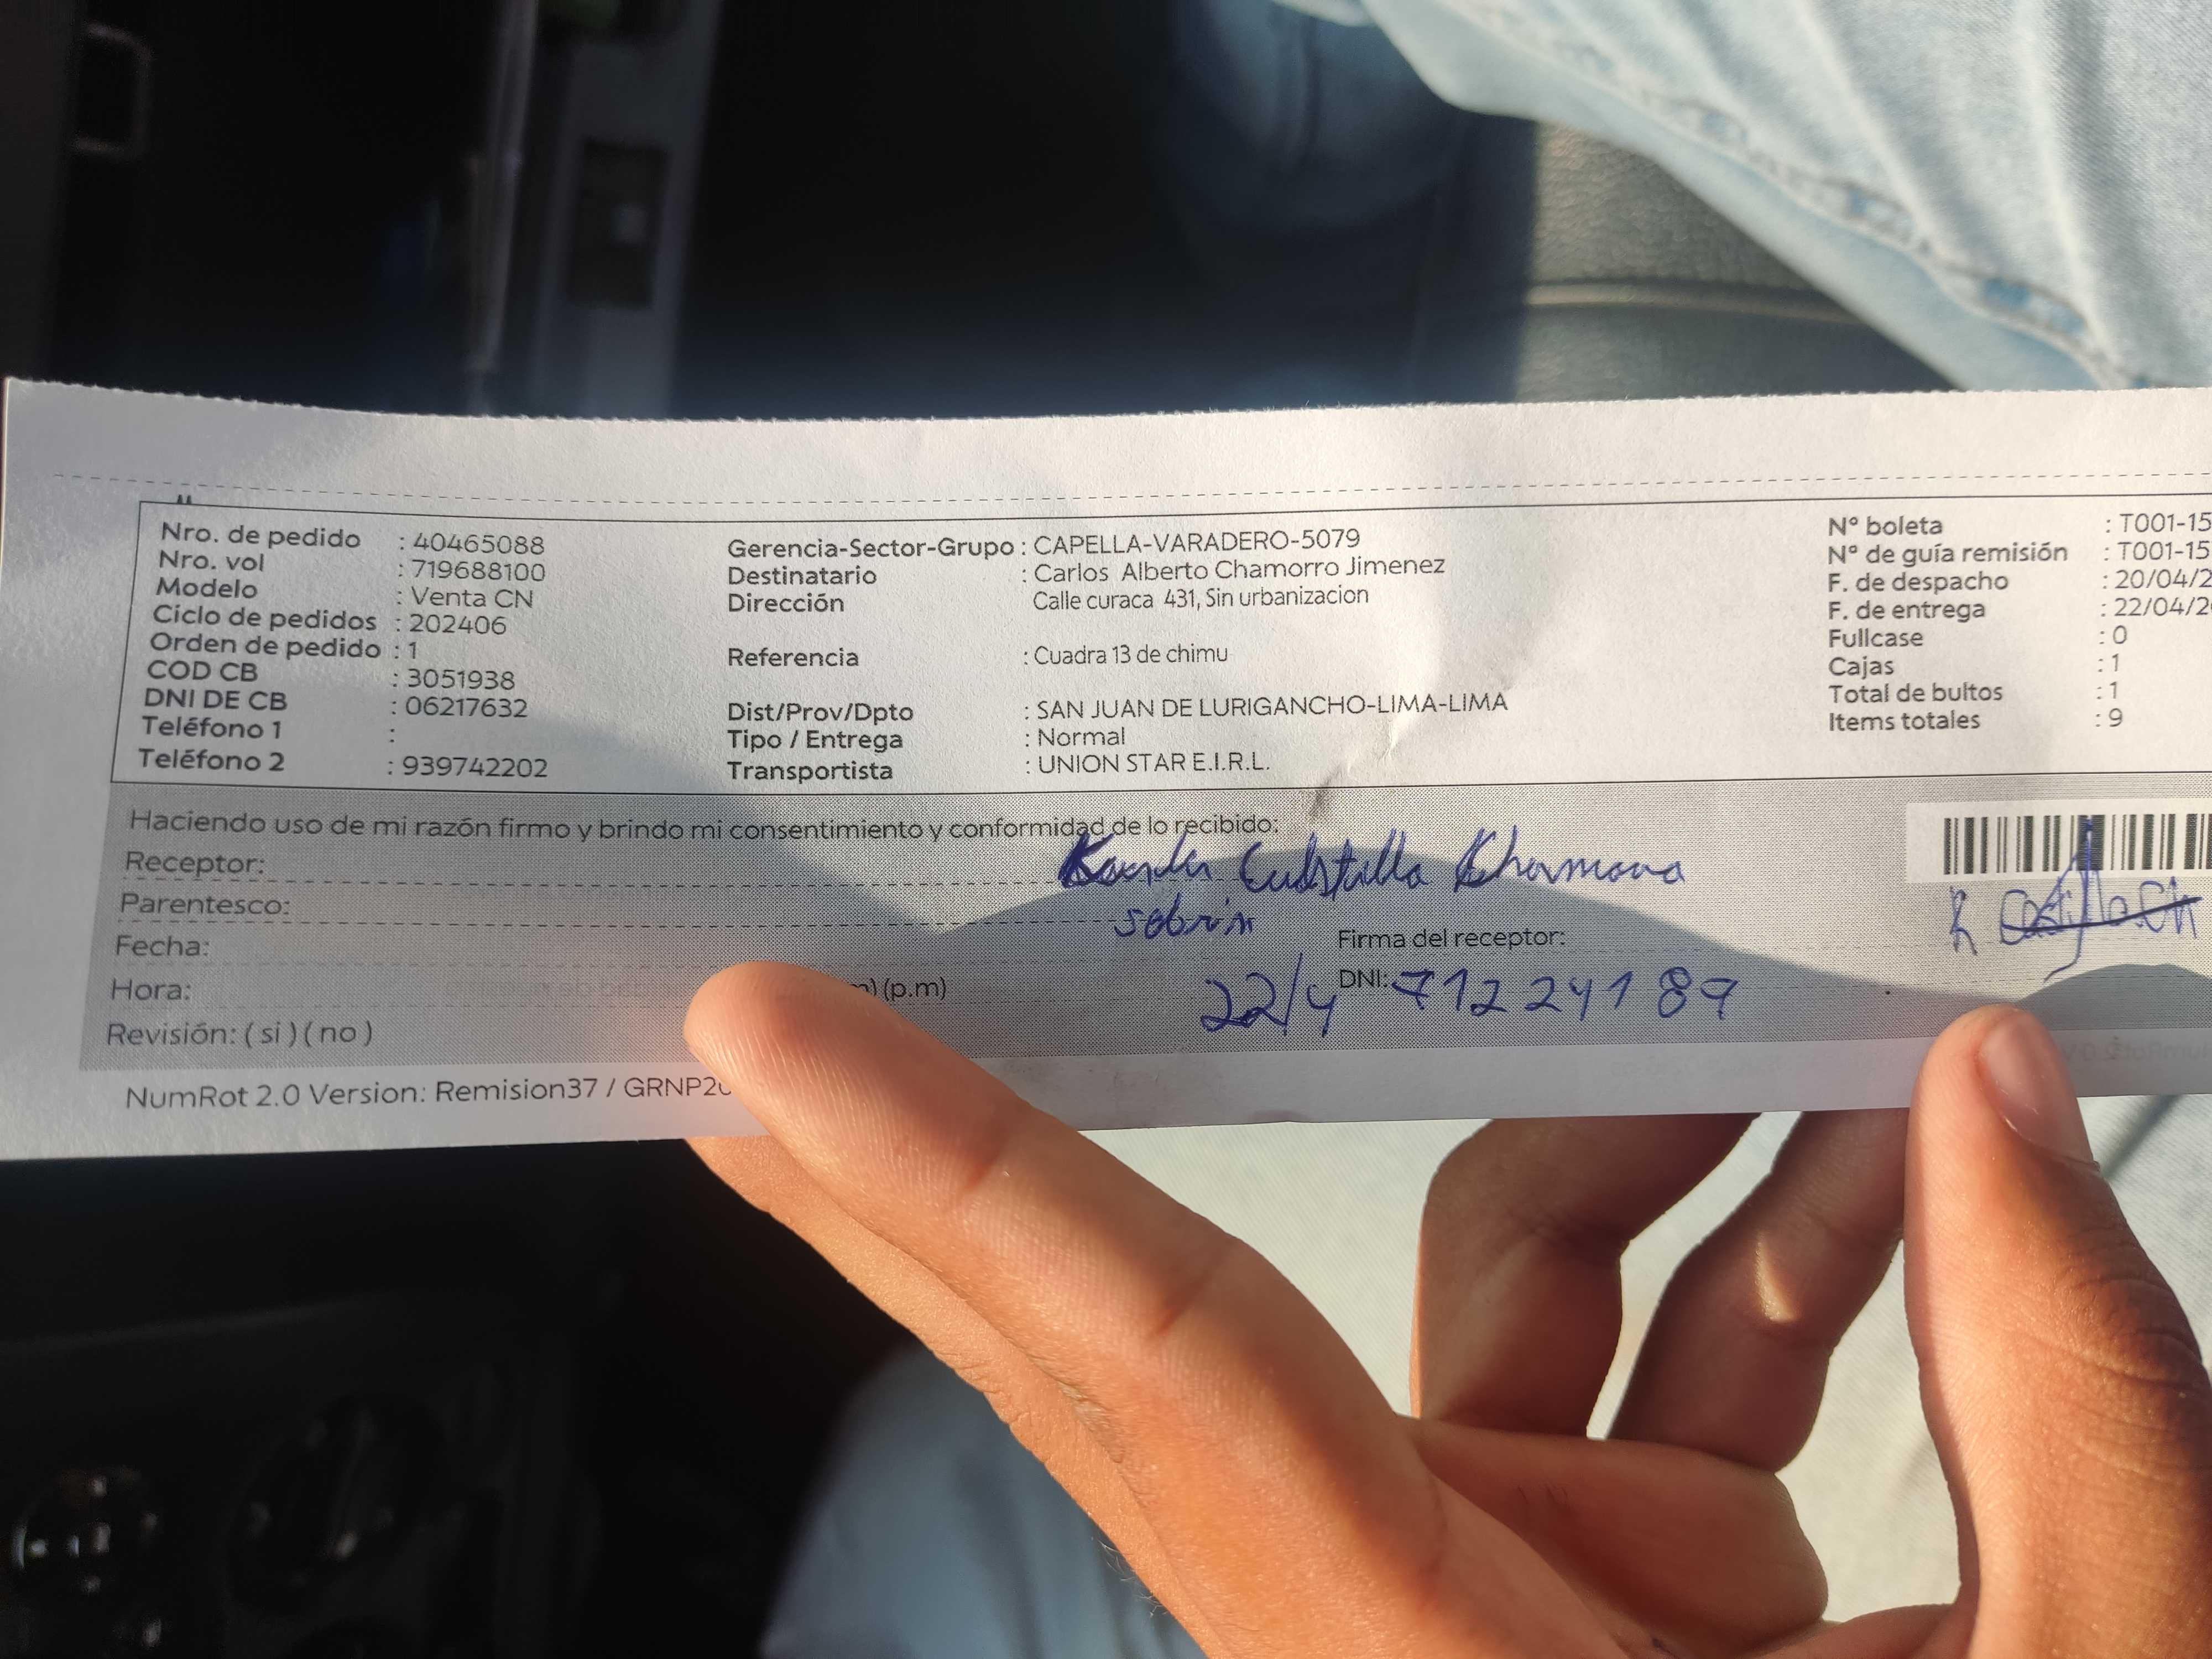 Nro. de pedido : 40465088
Nro. vol : 719688100
Modelo : Venta CN
Ciclo de pedidos : 202406
Orden de pedido : 1
COD CB : 3051938
DNI DE CB : 06217632
Teléfono 1 :
Teléfono 2 : 939742202
Gerencia-Sector-Grupo : CAPELLA-VARADERO-5079
Destinatario : Carlos Alberto Chamorro Jimenez
Dirección Calle curaca 431, Sin urbanizacion
Referencia : Cuadra 13 de chimu
Dist/Prov/Dpto : SAN JUAN DE LURIGANCHO-LIMA-LIMA
Tipo / Entrega : Normal
Transportista : UNION STAR E.I.R.L.
N° boleta : T001-15
N° de guía remisión : T001-15
F. de despacho : 20/04/2
F. de entrega : 22/04/2
Fullcase : 0
Cajas : 1
Total de bultos : 1
Items totales : 9
Haciendo uso de mi razón firmo y brindo mi consentimiento y conformidad de lo recibido:
Receptor:
Parentesco: sobrin
Fecha: 22/4
Firma del receptor: Castilla Ch
Hora: (p.m)
DNI: 71224189
Revisión: ( si ) ( no )
NumRot 2.0 Version: Remision37 / GRNP2